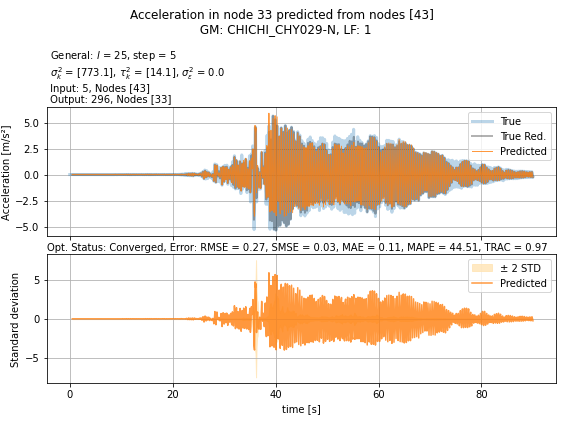 Acceleration in node 33 predicted from nodes [43]
GM: CHICHI_CHY029-N, LF: 1
General: l = 25, step = 5
σ²ₖ = [773.1], τ²ₖ = [14.1], σ²ε = 0.0
Input: 5, Nodes [43]
Output: 296, Nodes [33]
Acceleration [m/s²]
5.0
2.5
0.0
−2.5
−5.0
True
True Red.
Predicted
Opt. Status: Converged, Error: RMSE = 0.27, SMSE = 0.03, MAE = 0.11, MAPE = 44.51, TRAC = 0.97
Standard deviation
5
0
−5
± 2 STD
Predicted
0 20 40 60 80
time [s]